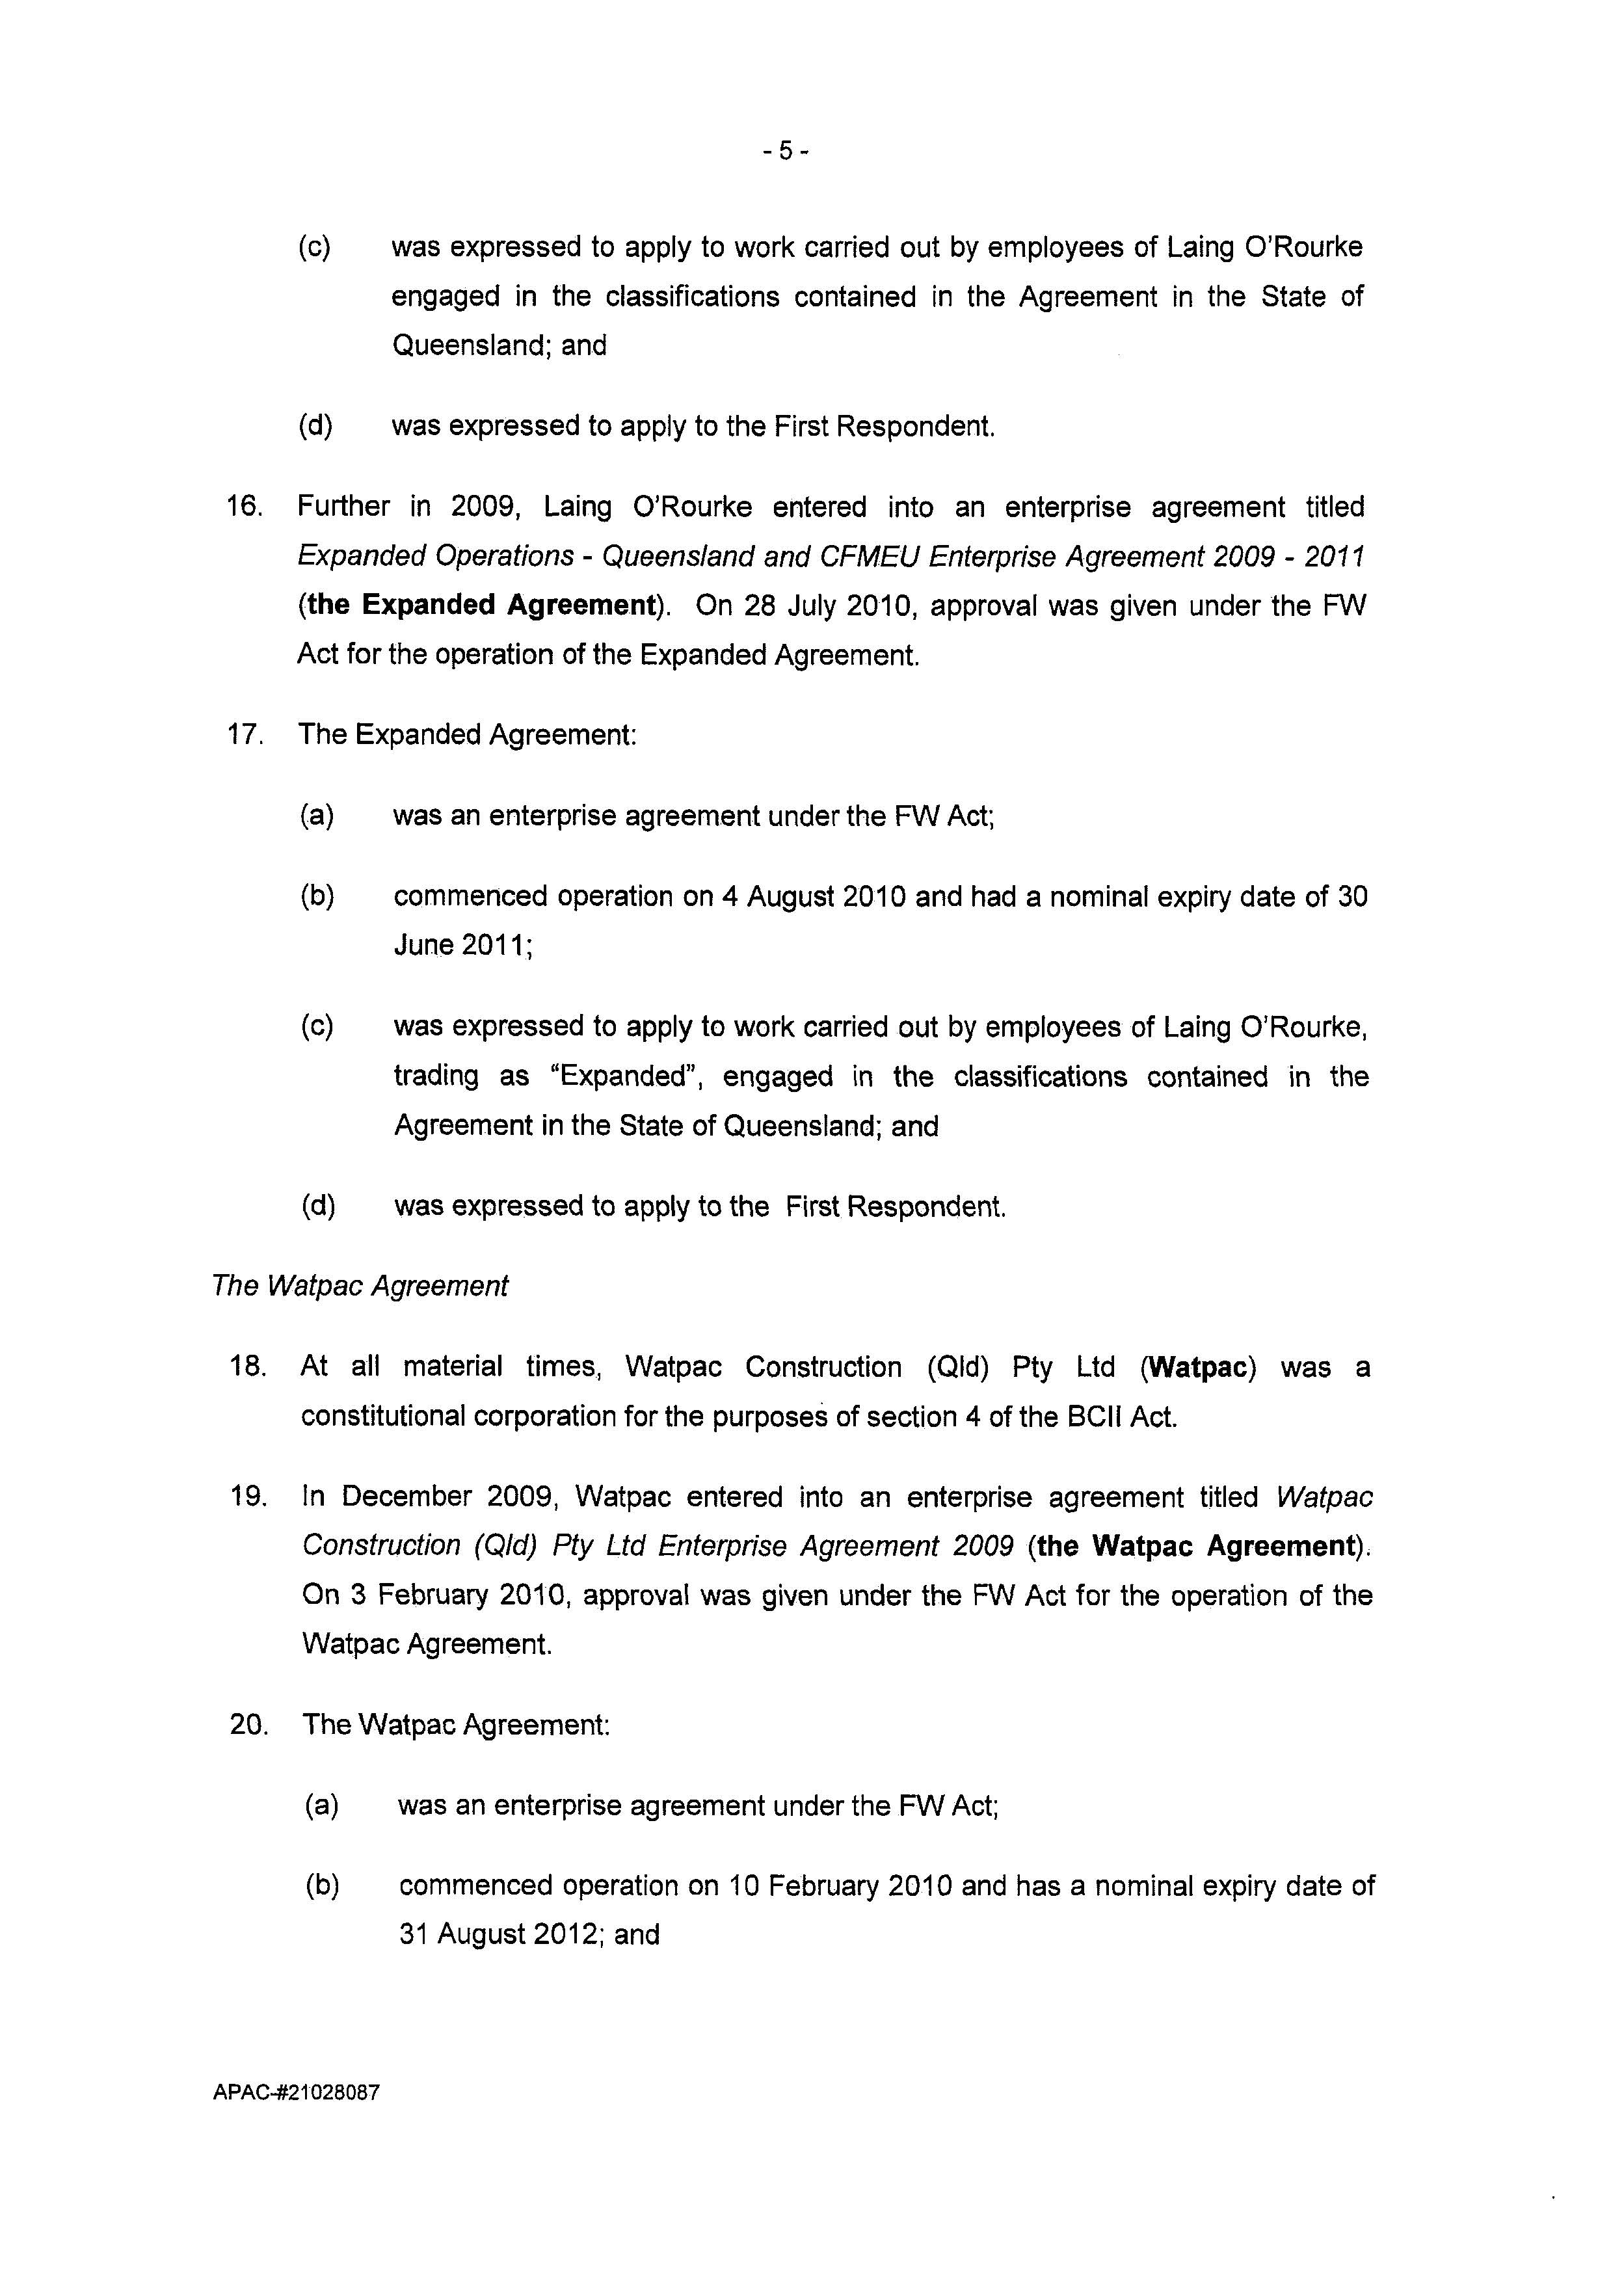 - 5 -
(c) was expressed to apply to work carried out by employees of Laing O'Rourke
engaged in the classifications contained in the Agreement in the State of
Queensland; and
(d) was expressed to apply to the First Respondent.
16. Further in 2009, Laing O'Rourke entered into an enterprise agreement titled
Expanded Operations - Queensland and CFMEU Enterprise Agreement 2009 - 2011
(the Expanded Agreement). On 28 July 2010, approval was given under the FW
Act for the operation of the Expanded Agreement.
17. The Expanded Agreement:
(a) was an enterprise agreement under the FW Act;
(b) commenced operation on 4 August 2010 and had a nominal expiry date of 30
June 2011;
(c) was expressed to apply to work carried out by employees of Laing O'Rourke,
trading as “Expanded”, engaged in the classifications contained in the
Agreement in the State of Queensland; and
(d) was expressed to apply to the First Respondent.
The Watpac Agreement
18. At all material times, Watpac Construction (Qld) Pty Ltd (Watpac) was a
constitutional corporation for the purposes of section 4 of the BCII Act.
19. In December 2009, Watpac entered into an enterprise agreement titled Watpac
Construction (Qld) Pty Ltd Enterprise Agreement 2009 (the Watpac Agreement).
On 3 February 2010, approval was given under the FW Act for the operation of the
Watpac Agreement.
20. The Watpac Agreement:
(a) was an enterprise agreement under the FW Act;
(b) commenced operation on 10 February 2010 and has a nominal expiry date of
31 August 2012; and
APAC-#21028087